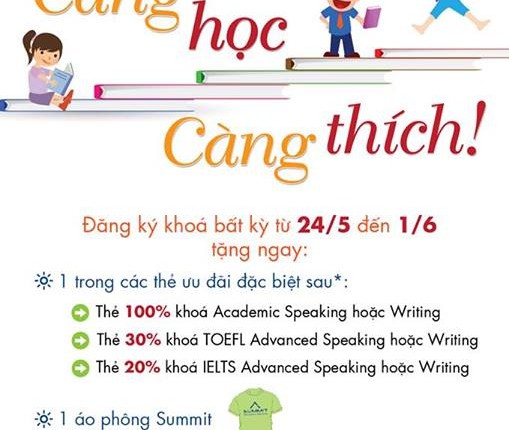 Càng
học
Càng thích!
Đăng ký khoá bất kỳ từ 24/5 đến 1/6
tặng ngay:
1 trong các thẻ ưu đãi đặc biệt sau*:
Thẻ 100% khoá Academic Speaking hoặc Writing
Thẻ 30% khoá TOEFL Advanced Speaking hoặc Writing
Thẻ 20% khoá IELTS Advanced Speaking hoặc Writing
1 áo phông Summit
SUMMIT